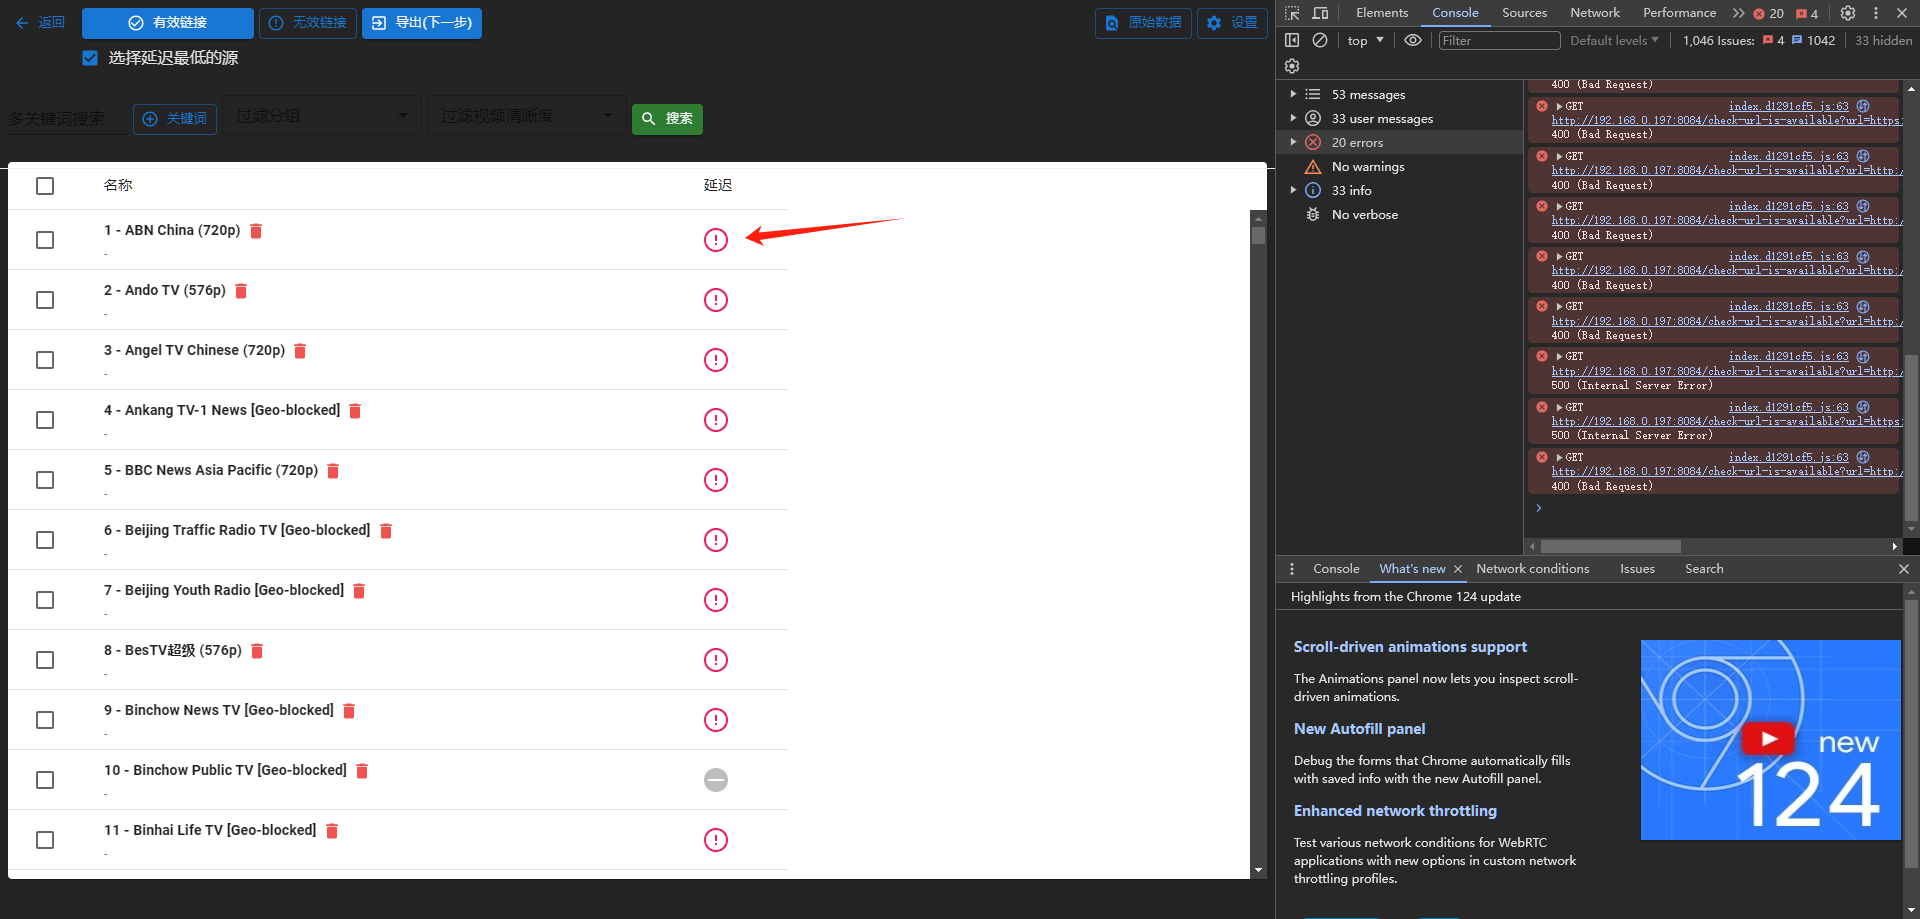 返回
有效链接
无效链接
导出(下一步)
原始数据
设置
选择延迟最低的源
多关键词搜索
关键词
过滤分组
过滤视频清晰度
搜索
名称
延迟
1 - ABN China (720p)
-
2 - Ando TV (576p)
-
3 - Angel TV Chinese (720p)
-
4 - Ankang TV-1 News [Geo-blocked]
-
5 - BBC News Asia Pacific (720p)
-
6 - Beijing Traffic Radio TV [Geo-blocked]
-
7 - Beijing Youth Radio [Geo-blocked]
-
8 - BesTV超级 (576p)
-
9 - Binchow News TV [Geo-blocked]
-
10 - Binchow Public TV [Geo-blocked]
-
11 - Binhai Life TV [Geo-blocked]
-
Elements Console Sources Network Performance 20 4
top Filter Default levels 1,046 Issues: 4 1042 33 hidden
53 messages
33 user messages
20 errors
No warnings
33 info
No verbose
400 (Bad Request)
GET index.d1291cf5.js:63
http://192.168.0.197:8084/check-url-is-available?url=https:
400 (Bad Request)
GET index.d1291cf5.js:63
http://192.168.0.197:8084/check-url-is-available?url=http:/
400 (Bad Request)
GET index.d1291cf5.js:63
http://192.168.0.197:8084/check-url-is-available?url=http:/
400 (Bad Request)
GET index.d1291cf5.js:63
http://192.168.0.197:8084/check-url-is-available?url=http:/
400 (Bad Request)
GET index.d1291cf5.js:63
http://192.168.0.197:8084/check-url-is-available?url=http:/
400 (Bad Request)
GET index.d1291cf5.js:63
http://192.168.0.197:8084/check-url-is-available?url=http:/
500 (Internal Server Error)
GET index.d1291cf5.js:63
http://192.168.0.197:8084/check-url-is-available?url=https:
500 (Internal Server Error)
GET index.d1291cf5.js:63
http://192.168.0.197:8084/check-url-is-available?url=http:/
400 (Bad Request)
Console What's new Network conditions Issues Search
Highlights from the Chrome 124 update
Scroll-driven animations support
The Animations panel now lets you inspect scroll-
driven animations.
New Autofill panel
Debug the forms that Chrome automatically fills
with saved info with the new Autofill panel.
Enhanced network throttling
Test various network conditions for WebRTC
applications with new options in custom network
throttling profiles.
new
124